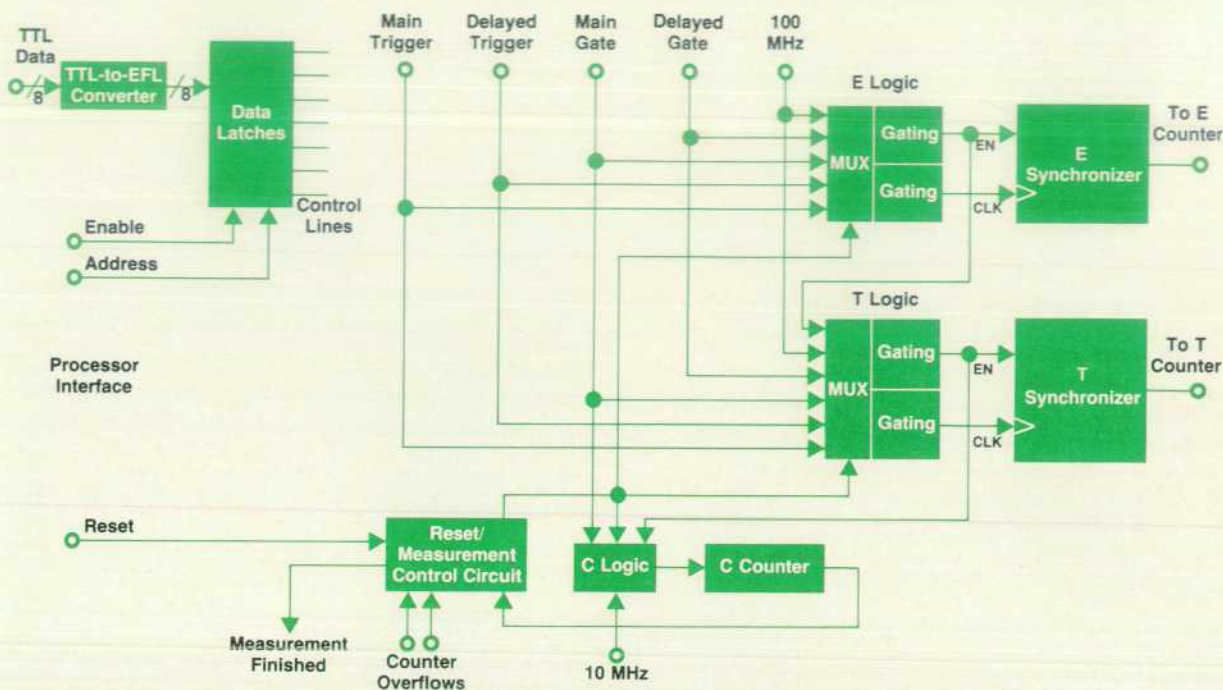 TTL
Data
8
TTL-to-EFL
Converter
8
Data
Latches
Control
Lines
Enable
Address
Processor
Interface
Main
Trigger
Delayed
Trigger
Main
Gate
Delayed
Gate
100
MHz
E Logic
MUX
Gating
Gating
EN
CLK
E
Synchronizer
To E
Counter
T Logic
MUX
Gating
Gating
EN
CLK
T
Synchronizer
To T
Counter
Reset
Reset/
Measurement
Control Circuit
C Logic
C Counter
Measurement
Finished
Counter
Overflows
10 MHz